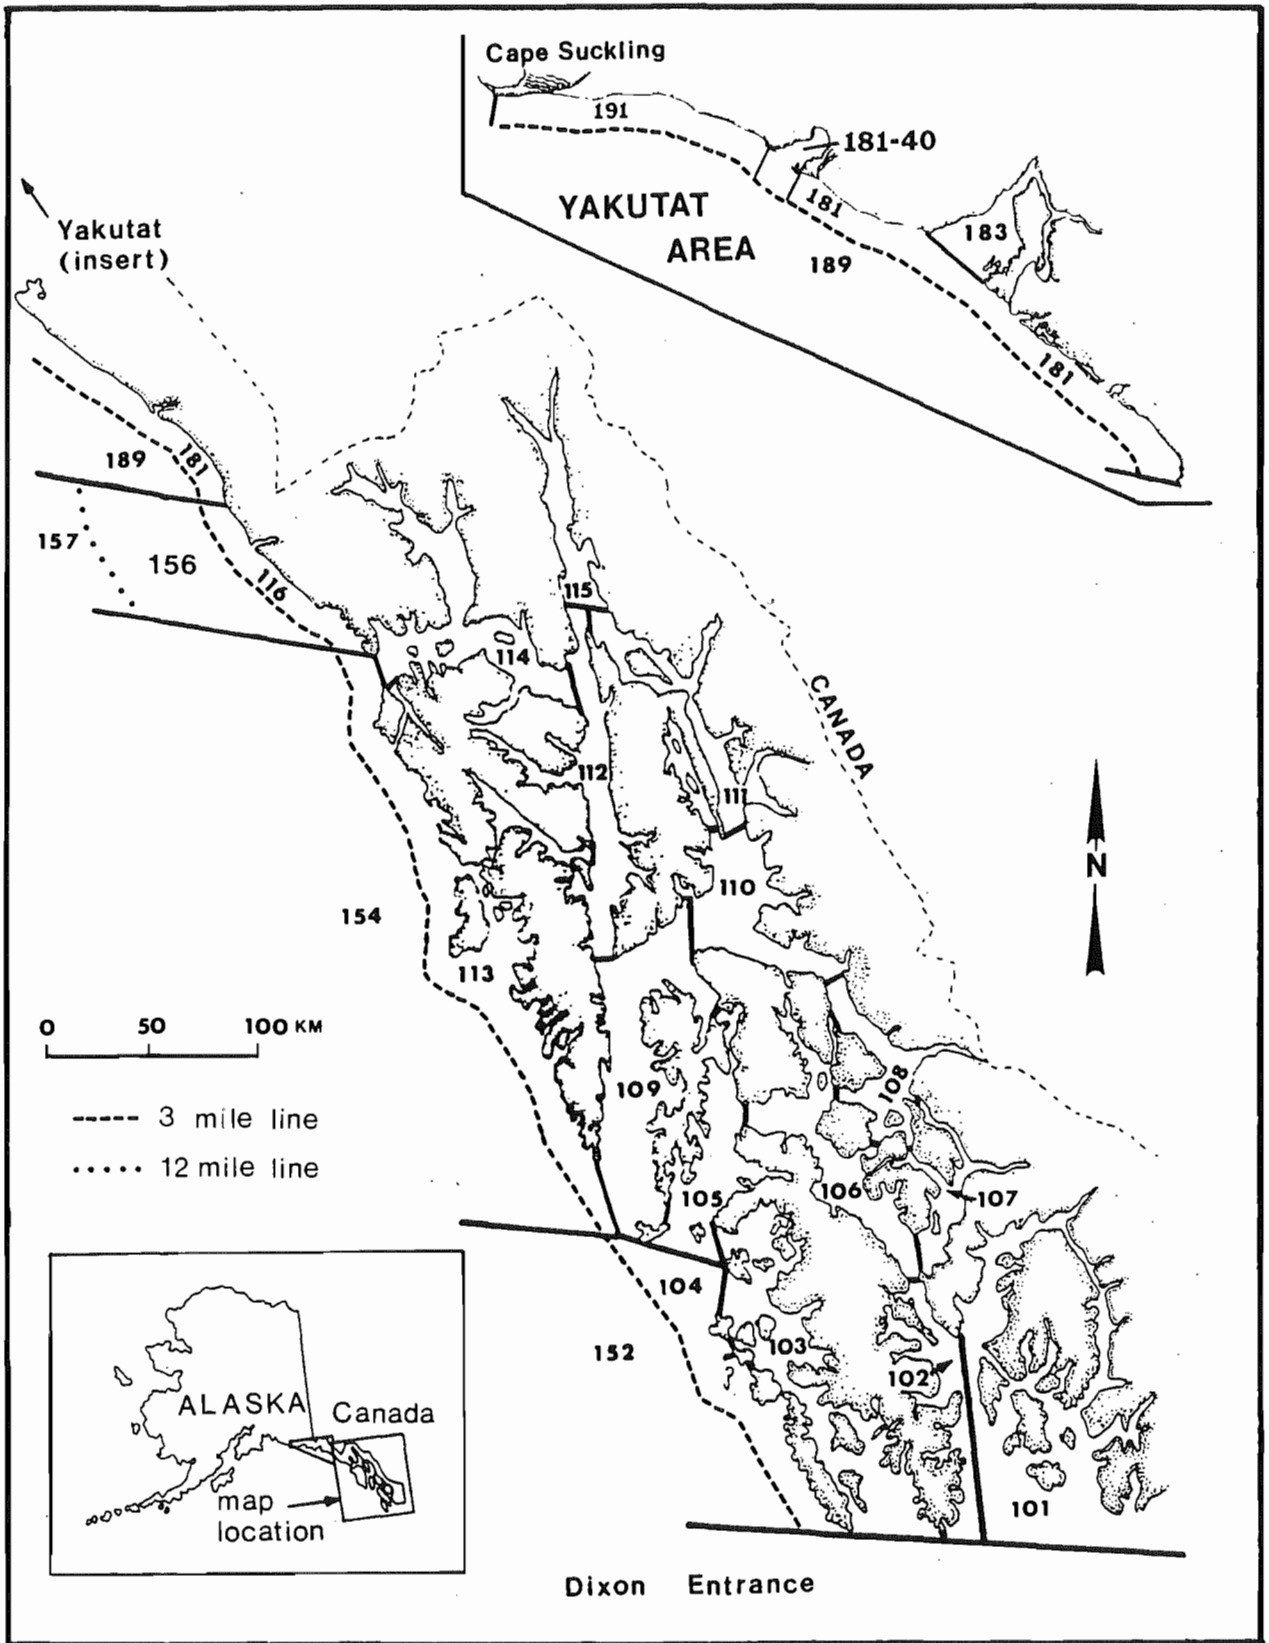 Cape Suckling
191
181-40
YAKUTAT
AREA
181
183
189
181
Yakutat
(insert)
189
181
157
156
116
115
114
CANADA
112
111
N
110
154
113
0 50 100 KM
109
108
3 mile line
12 mile line
105
106
107
104
103
152
102
101
ALASKA
Canada
map
location
Dixon Entrance